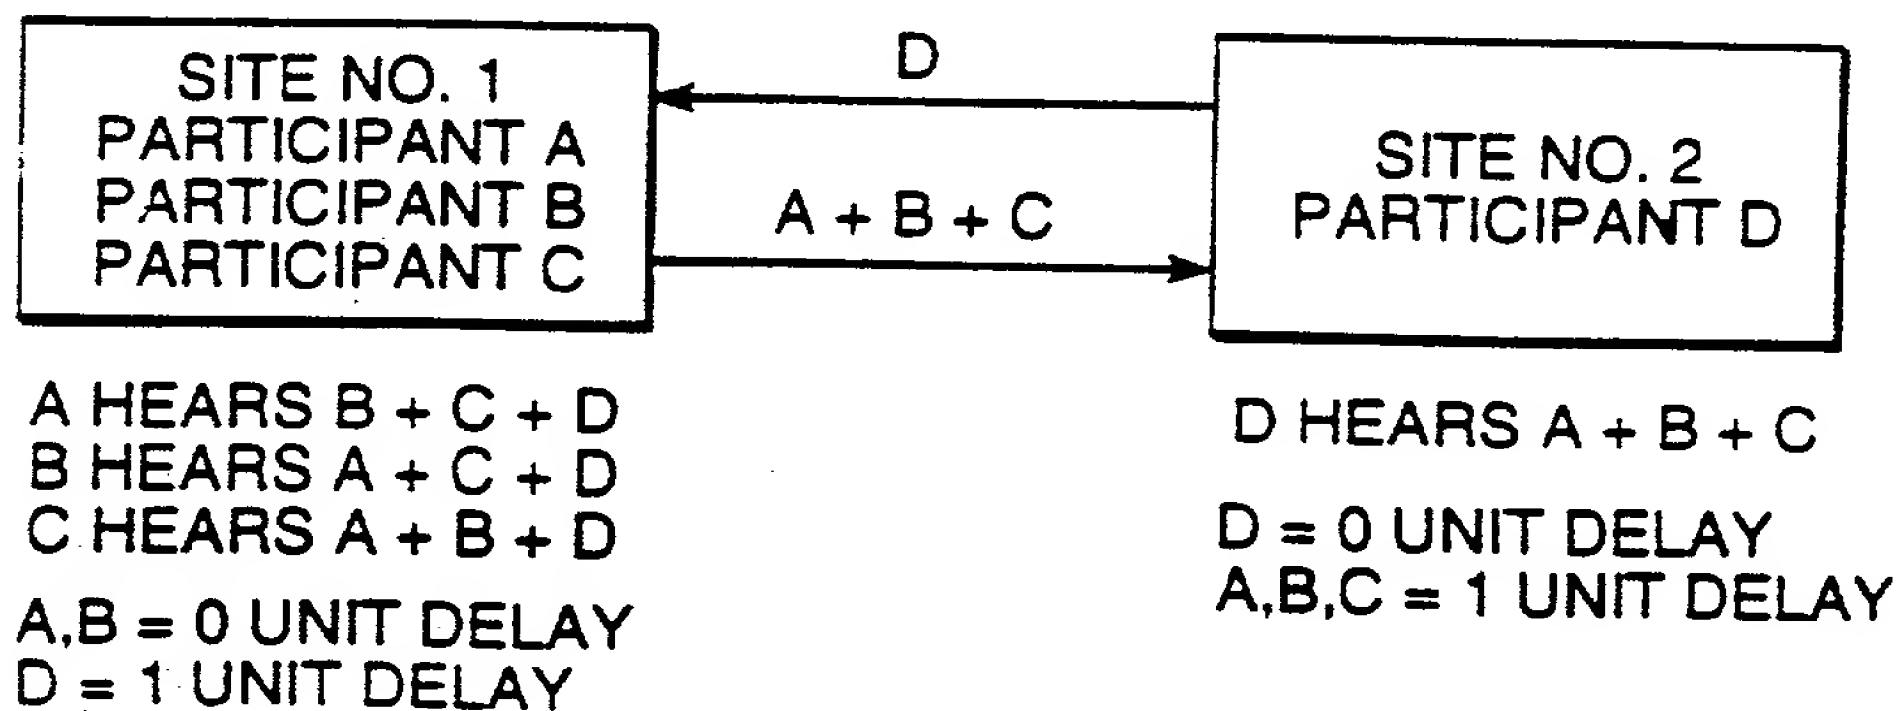 SITE NO. 1
PARTICIPANT A
PARTICIPANT B
PARTICIPANT C
D
A + B + C
SITE NO. 2
PARTICIPANT D
A HEARS B + C + D
B HEARS A + C + D
C HEARS A + B + D
A,B = 0 UNIT DELAY
D = 1 UNIT DELAY
D HEARS A + B + C
D = 0 UNIT DELAY
A,B,C = 1 UNIT DELAY